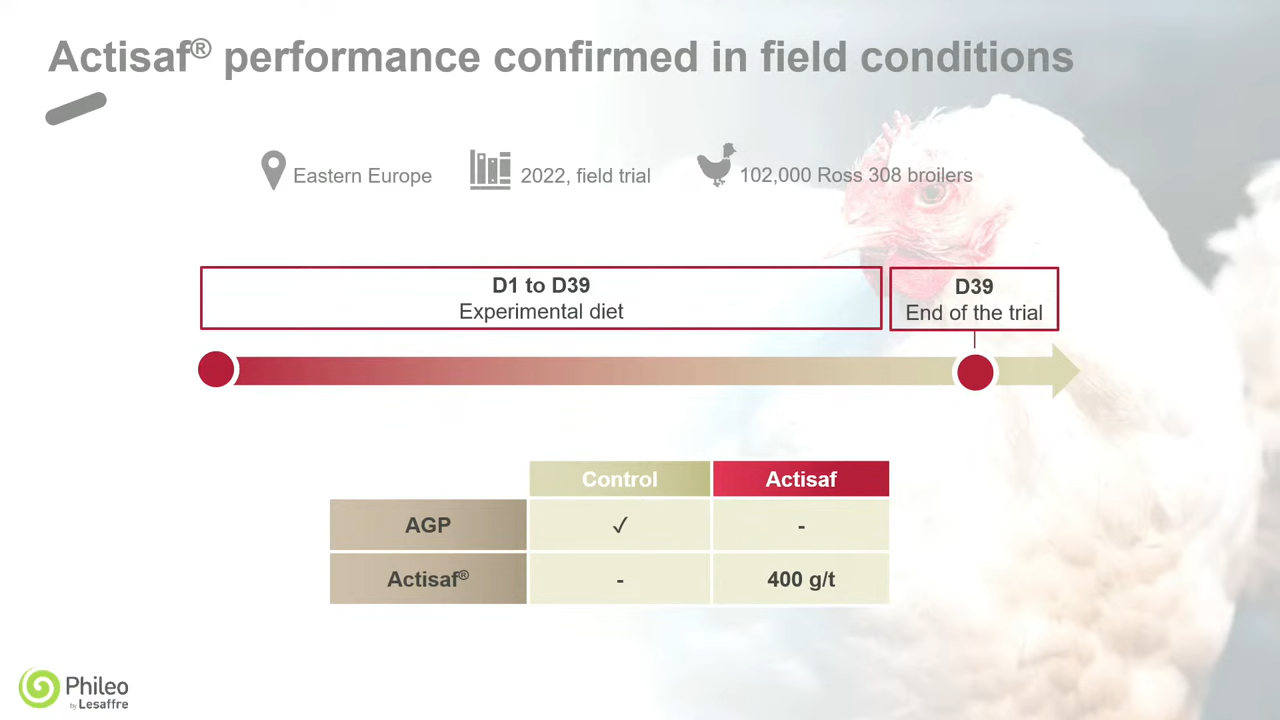 Actisaf® performance confirmed in field conditions
Eastern Europe
2022, field trial
102,000 Ross 308 broilers
D1 to D39
Experimental diet
D39
End of the trial
Control Actisaf
AGP ✓ -
Actisaf® - 400 g/t
Phileo
by Lesaffre